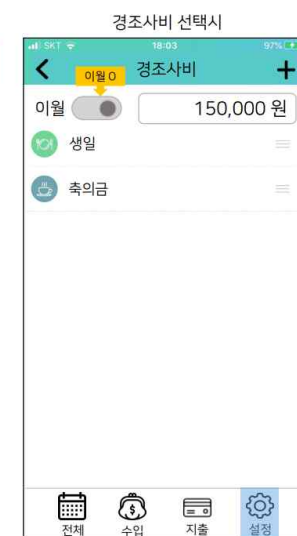 경조사비 선택시
SKT 18:03 97%
이월 O
경조사비
이월 150,000 원
생일
축의금
전체 수입 지출 설정